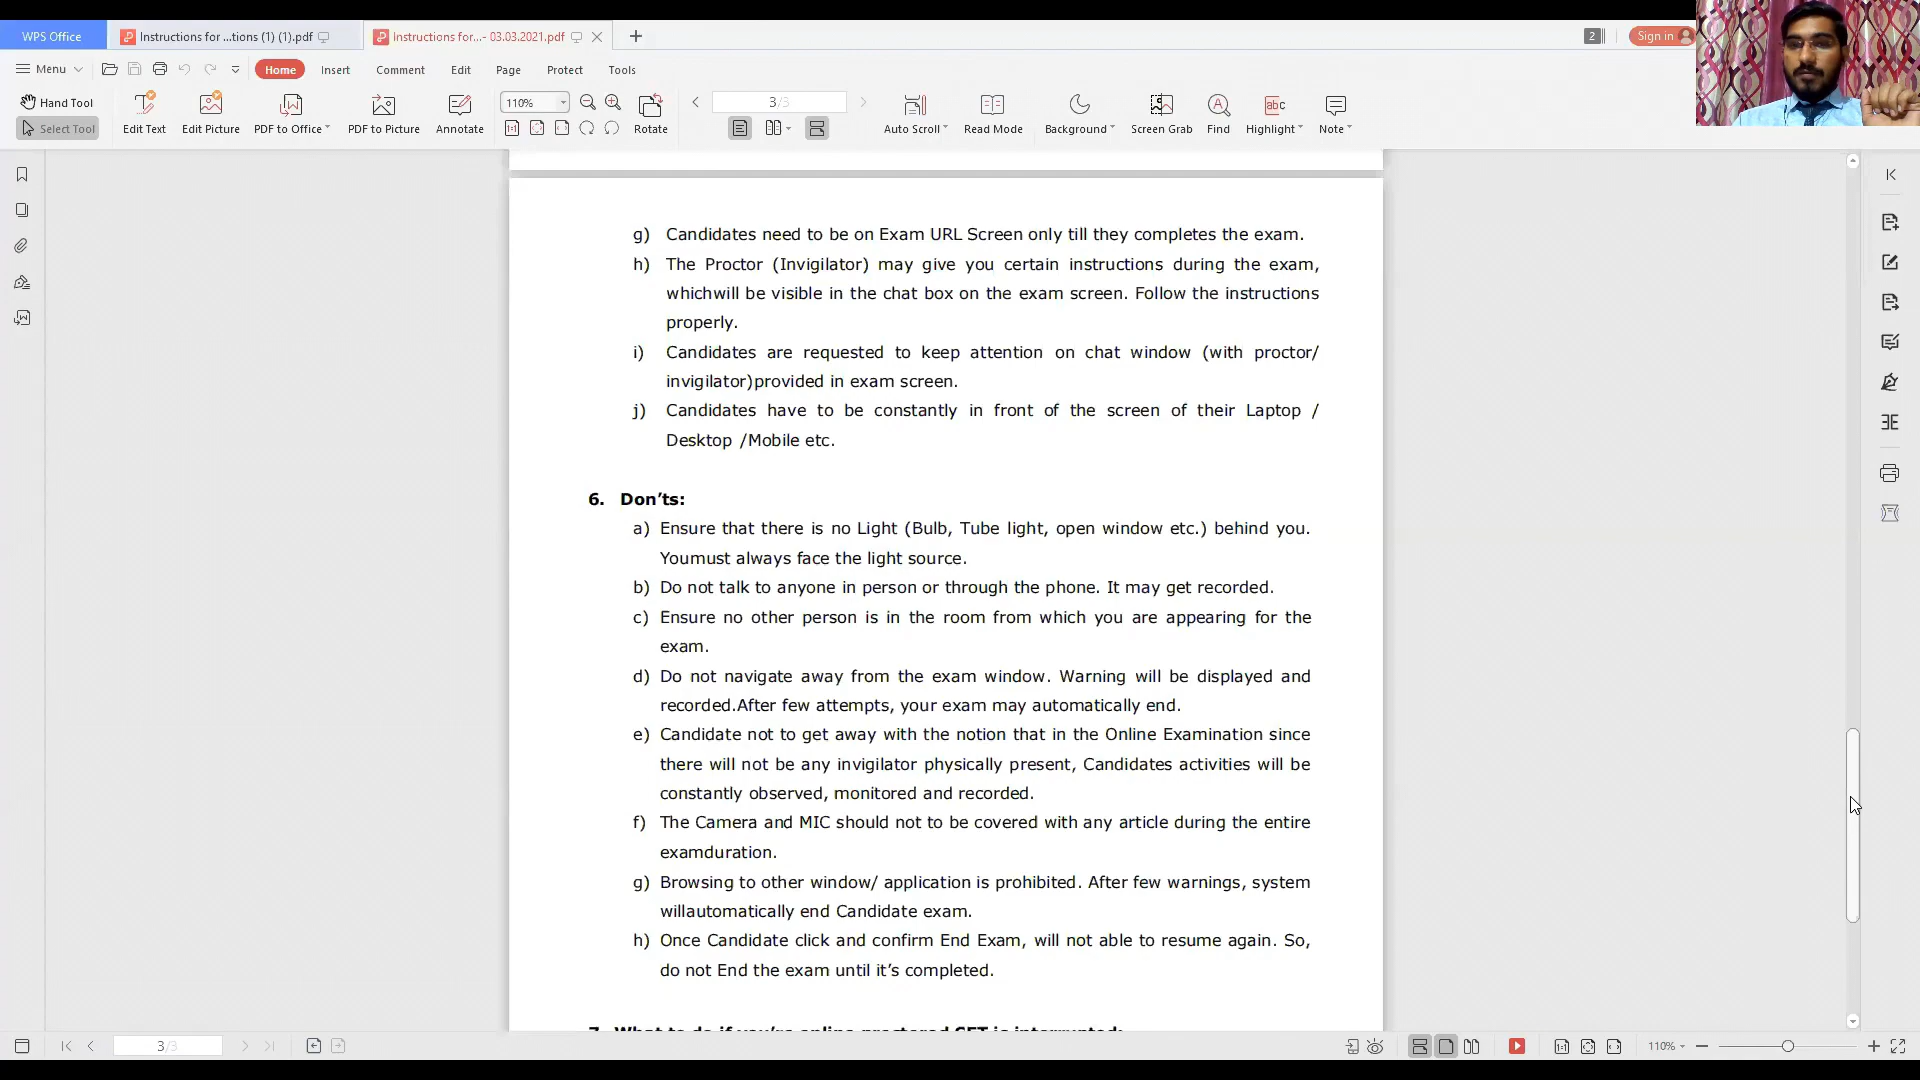 WPS Office
Instructions for ...tions (1) (1).pdf
Instructions for...- 03.03.2021.pdf
2
Sign in
Menu
Home
Insert
Comment
Edit
Page
Protect
Tools
Hand Tool
Select Tool
Edit Text
Edit Picture
PDF to Office
PDF to Picture
Annotate
110%
Rotate
3/3
Auto Scroll
Read Mode
Background
Screen Grab
Find
Highlight
Note
g) Candidates need to be on Exam URL Screen only till they completes the exam.
h) The Proctor (Invigilator) may give you certain instructions during the exam,
whichwill be visible in the chat box on the exam screen. Follow the instructions
properly.
i) Candidates are requested to keep attention on chat window (with proctor/
invigilator)provided in exam screen.
j) Candidates have to be constantly in front of the screen of their Laptop /
Desktop /Mobile etc.
6. Don'ts:
a) Ensure that there is no Light (Bulb, Tube light, open window etc.) behind you.
Youmust always face the light source.
b) Do not talk to anyone in person or through the phone. It may get recorded.
c) Ensure no other person is in the room from which you are appearing for the
exam.
d) Do not navigate away from the exam window. Warning will be displayed and
recorded.After few attempts, your exam may automatically end.
e) Candidate not to get away with the notion that in the Online Examination since
there will not be any invigilator physically present, Candidates activities will be
constantly observed, monitored and recorded.
f) The Camera and MIC should not to be covered with any article during the entire
examduration.
g) Browsing to other window/ application is prohibited. After few warnings, system
willautomatically end Candidate exam.
h) Once Candidate click and confirm End Exam, will not able to resume again. So,
do not End the exam until it's completed.
7. What to do if you're online proctored CET is interrupted:
3/3
110%